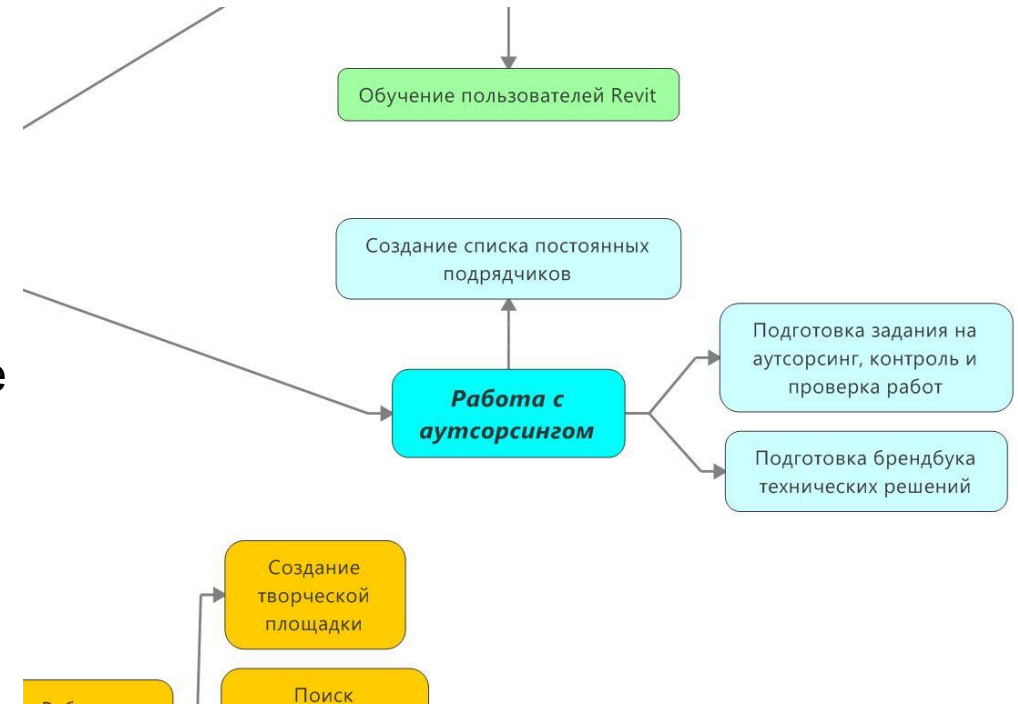 Обучение пользователей Revit
Создание списка постоянных
подрядчиков
Подготовка задания на
аутсорсинг, контроль и
проверка работ
е
Работа с
аутсорсингом
Подготовка брендбука
технических решений
Создание
творческой
площадки
Поиск